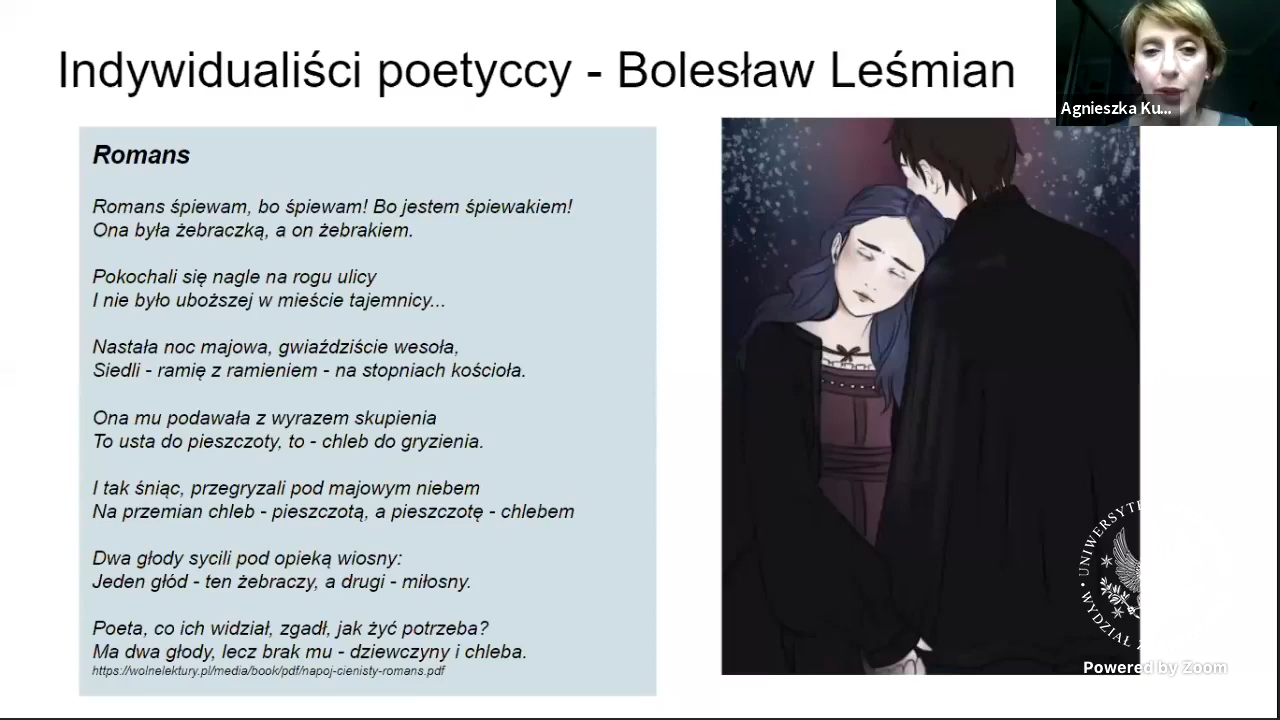 Indywidualiści poetyccy - Bolesław Leśmian
Agnieszka Ku...
Romans
Romans śpiewam, bo śpiewam! Bo jestem śpiewakiem!
Ona była żebraczką, a on żebrakiem.
Pokochali się nagle na rogu ulicy
I nie było uboższej w mieście tajemnicy...
Nastała noc majowa, gwiaździście wesoła,
Siedli - ramię z ramieniem - na stopniach kościoła.
Ona mu podawała z wyrazem skupienia
To usta do pieszczoty, to - chleb do gryzienia.
I tak śniąc, przegryzali pod majowym niebem
Na przemian chleb - pieszczotą, a pieszczotę - chlebem
Dwa głody sycili pod opieką wiosny:
Jeden głód - ten żebraczy, a drugi - miłosny.
Poeta, co ich widział, zgadł, jak żyć potrzeba?
Ma dwa głody, lecz brak mu - dziewczyny i chleba.
https://wolnelektury.pl/media/book/pdf/napoj-cienisty-romans.pdf
UNIWERSYTE
WYDZIAŁ
Powered by Zoom